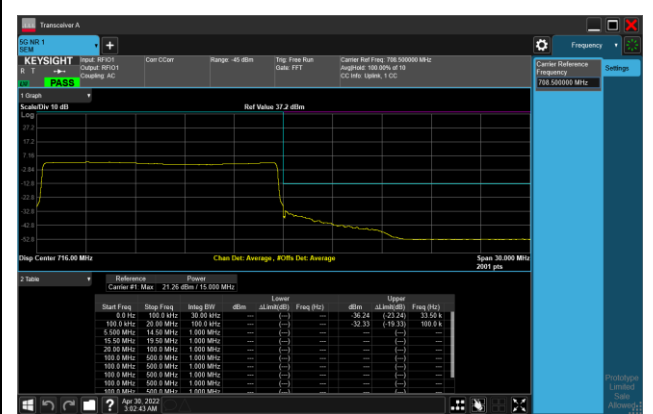 Transceiver A
5G NR 1
SEM
Frequency
KEYSIGHT
R T
PASS
Input: RFIO1
Output: RFIO1
Coupling: AC
Corr CCorr
Range: -45 dBm
Trig: Free Run
Gate: FFT
Carrier Ref Freq: 708.500000 MHz
Avg|Hold: 100.00% of 10
CC Info: Uplink, 1 CC
Carrier Reference
Frequency
708.500000 MHz
Settings
1 Graph
Scale/Div 10 dB
Ref Value 37.2 dBm
Log
27.2
17.2
7.16
-2.84
-12.8
-22.8
-32.8
-42.8
-52.8
Disp Center 716.00 MHz
Chan Det: Average , #Offs Det: Average
Span 30.000 MHz
2001 pts
2 Table
Reference Power
Carrier #1 Max 21.26 dBm / 15.000 MHz
Lower Upper
Start Freq Stop Freq Integ BW dBm ΔLimit(dB) Freq (Hz) dBm ΔLimit(dB) Freq (Hz)
0.0 Hz 100.0 kHz 30.00 kHz --- (---) --- -36.24 (-23.24) 33.50 k
100.0 kHz 20.00 MHz 100.0 kHz --- (---) --- -32.33 (-19.33) 100.0 k
5.500 MHz 14.50 MHz 1.000 MHz --- (---) --- --- (---) ---
15.50 MHz 19.50 MHz 1.000 MHz --- (---) --- --- (---) ---
20.00 MHz 100.0 MHz 1.000 MHz --- (---) --- --- (---) ---
100.0 MHz 500.0 MHz 1.000 MHz --- (---) --- --- (---) ---
100.0 MHz 500.0 MHz 1.000 MHz --- (---) --- --- (---) ---
100.0 MHz 500.0 MHz 1.000 MHz --- (---) --- --- (---) ---
100.0 MHz 500.0 MHz 1.000 MHz --- (---) --- --- (---) ---
100.0 MHz 500.0 MHz 1.000 MHz --- (---) --- --- (---) ---
Prototype
Limited
Sale
Allowed
?
Apr 30, 2022
3:02:43 AM